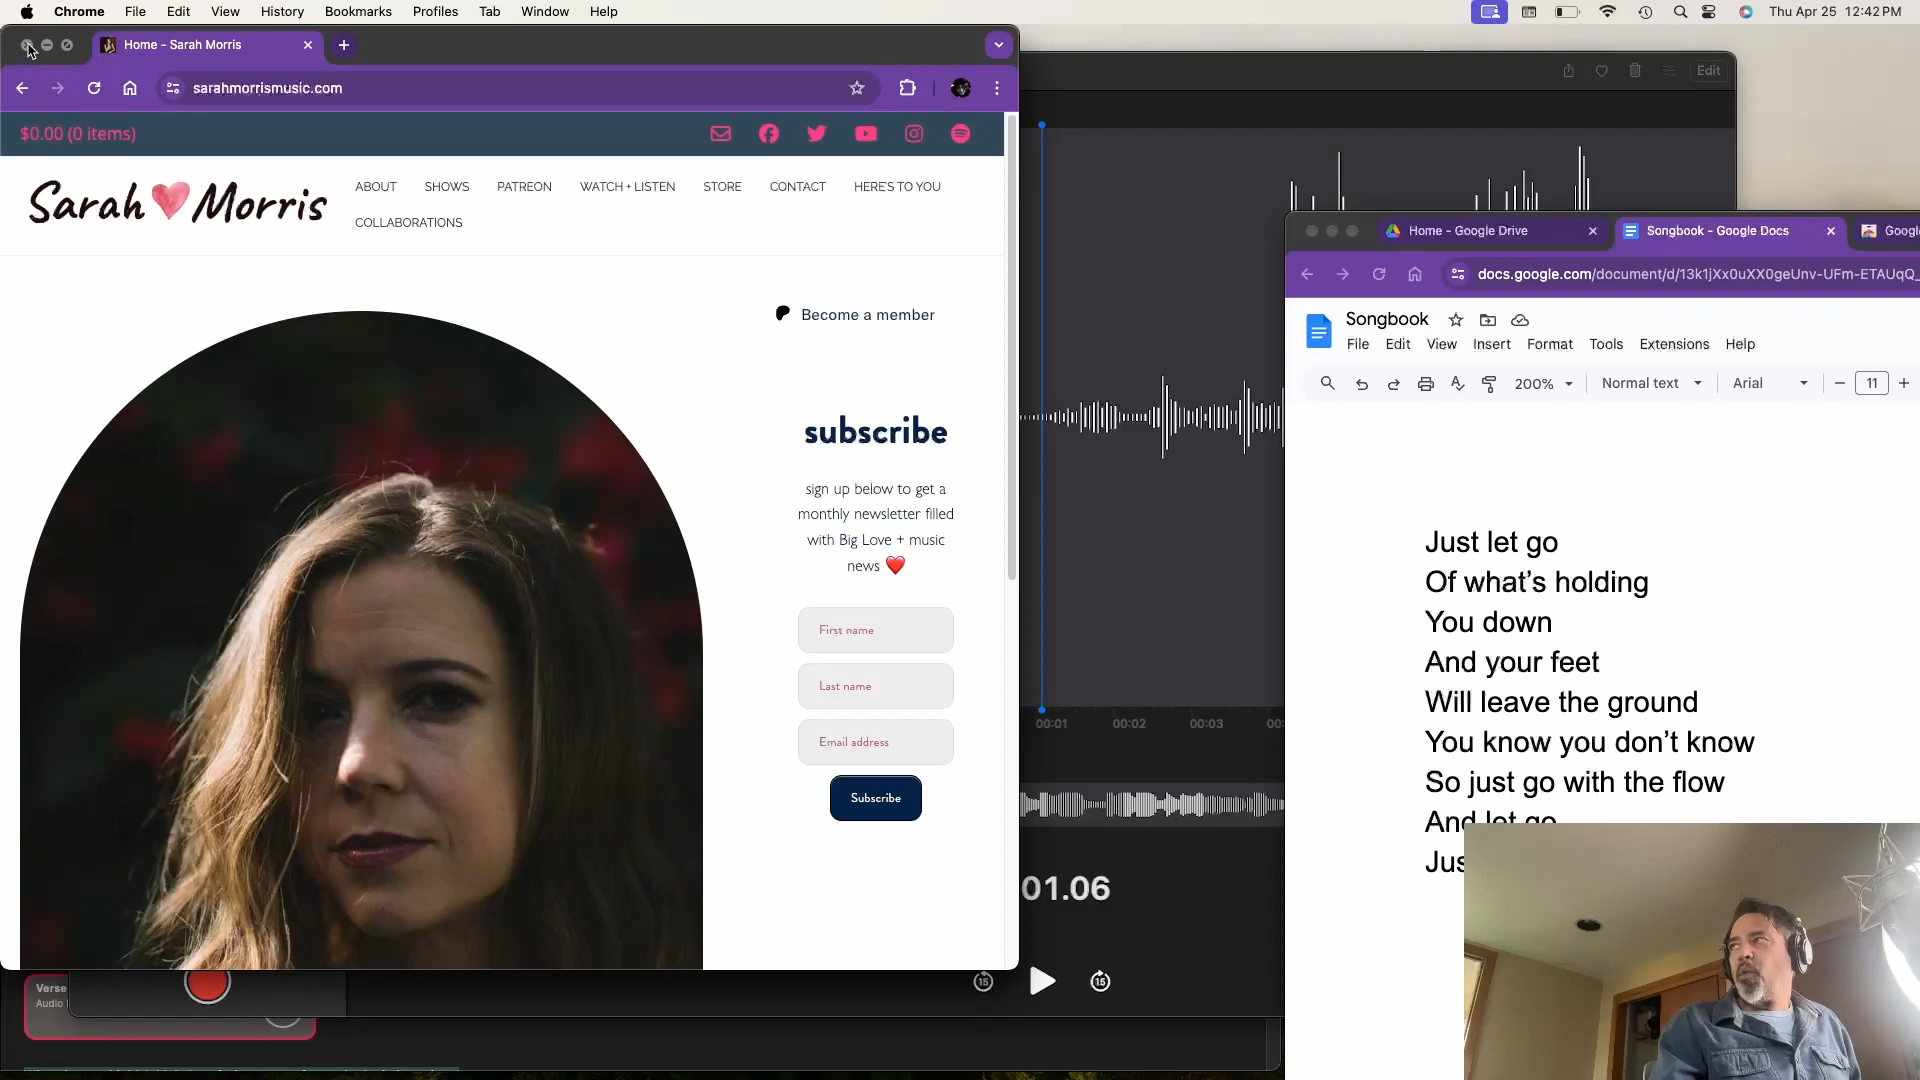 Chrome File Edit View History Bookmarks Profiles Tab Window Help
Thu Apr 25 12:42 PM
Home - Sarah Morris
sarahmorrismusic.com
$0.00 (0 items)
Sarah Morris
ABOUT SHOWS PATREON WATCH + LISTEN STORE CONTACT HERE'S TO YOU
COLLABORATIONS
Become a member
subscribe
sign up below to get a
monthly newsletter filled
with Big Love + music
news ❤️
First name
Last name
Email address
Subscribe
Edit
00:01 00:02 00:03
01.06
15 15
Verse
Audio
Home - Google Drive
Songbook - Google Docs
docs.google.com/document/d/13k1jXx0uXX0geUnv-UFm-ETAUqQ_
Songbook
File Edit View Insert Format Tools Extensions Help
200% Normal text Arial 11
Just let go
Of what's holding
You down
And your feet
Will leave the ground
You know you don't know
So just go with the flow
And let go